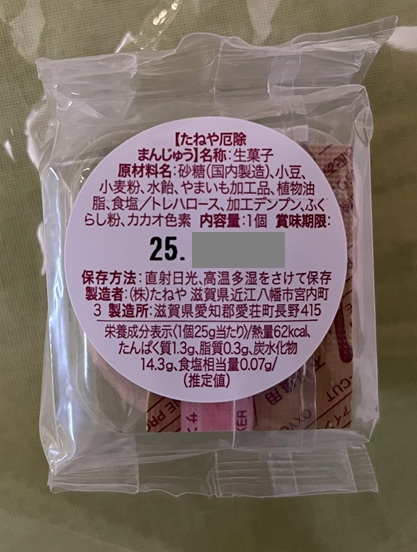 【たねや厄除
まんじゅう】名称:生菓子
原材料名:砂糖(国内製造)、小豆、
小麦粉、水飴、やまいも加工品、植物油
脂、食塩/トレハロース、加工デンプン、ふく
らし粉、カカオ色素 内容量:1個 賞味期限:
25.
保存方法:直射日光、高温多湿をさけて保存
製造者:(株)たねや 滋賀県近江八幡市宮内町
3 製造所:滋賀県愛知郡愛荘町長野415
栄養成分表示(1個25g当たり)/熱量62kcal、
たんぱく質1.3g、脂質0.3g、炭水化物
14.3g、食塩相当量0.07g/
(推定値)
CUT